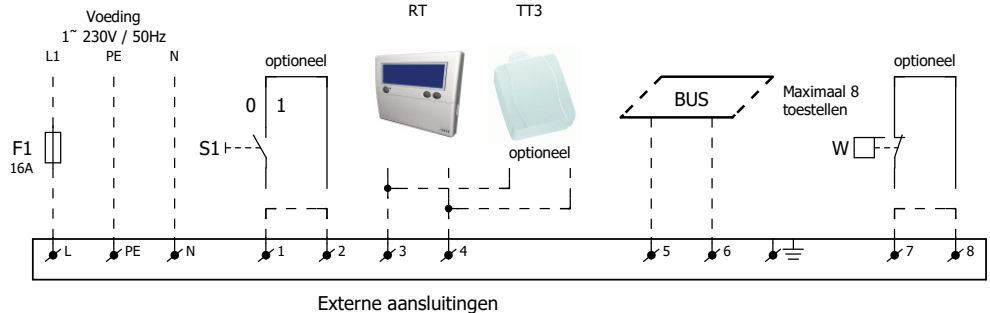 RT
TT3
Voeding
1~ 230V / 50Hz
L1
PE
N
optioneel
0
1
S1
F1
16A
optioneel
BUS
Maximaal 8
toestellen
optioneel
W
L
PE
N
1
2
3
4
5
6
7
8
Externe aansluitingen